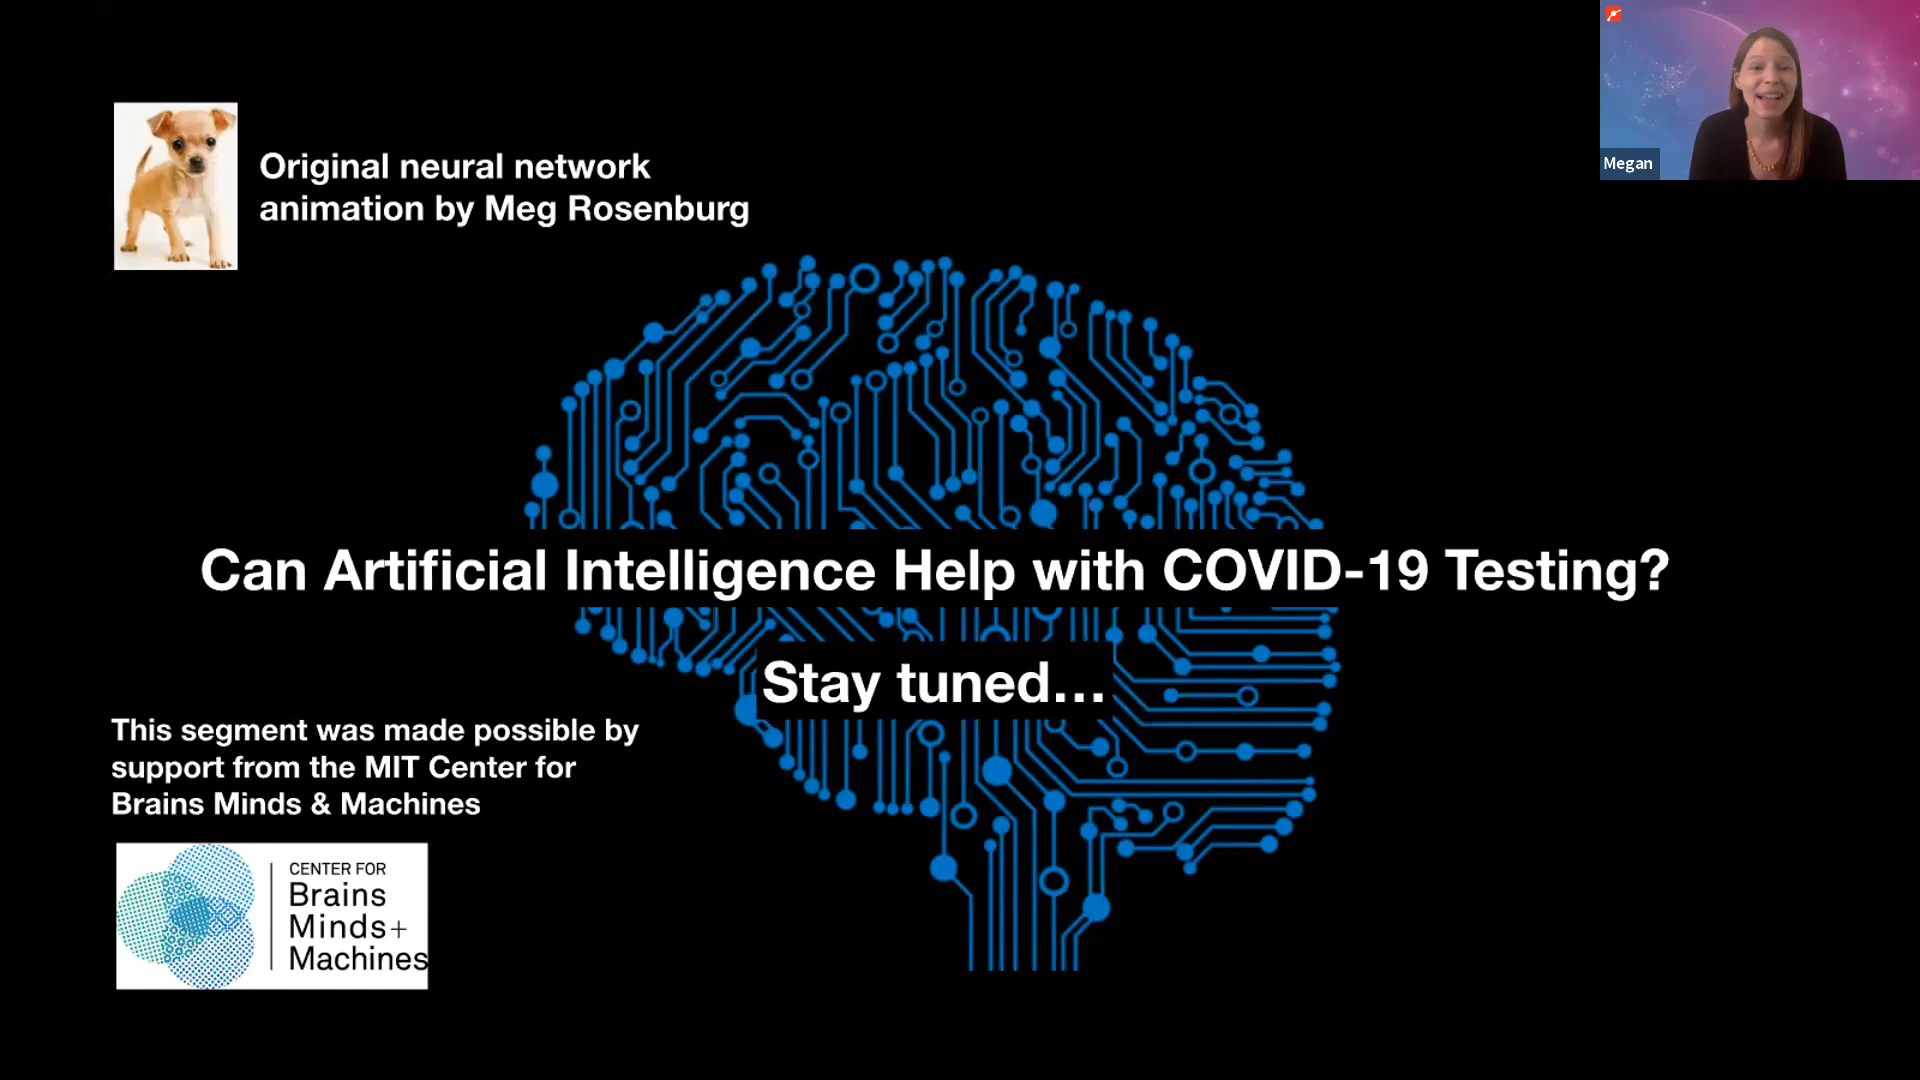 Original neural network
animation by Meg Rosenburg
Megan
Can Artificial Intelligence Help with COVID-19 Testing?
Stay tuned...
This segment was made possible by
support from the MIT Center for
Brains Minds & Machines
CENTER FOR
Brains
Minds+
Machines